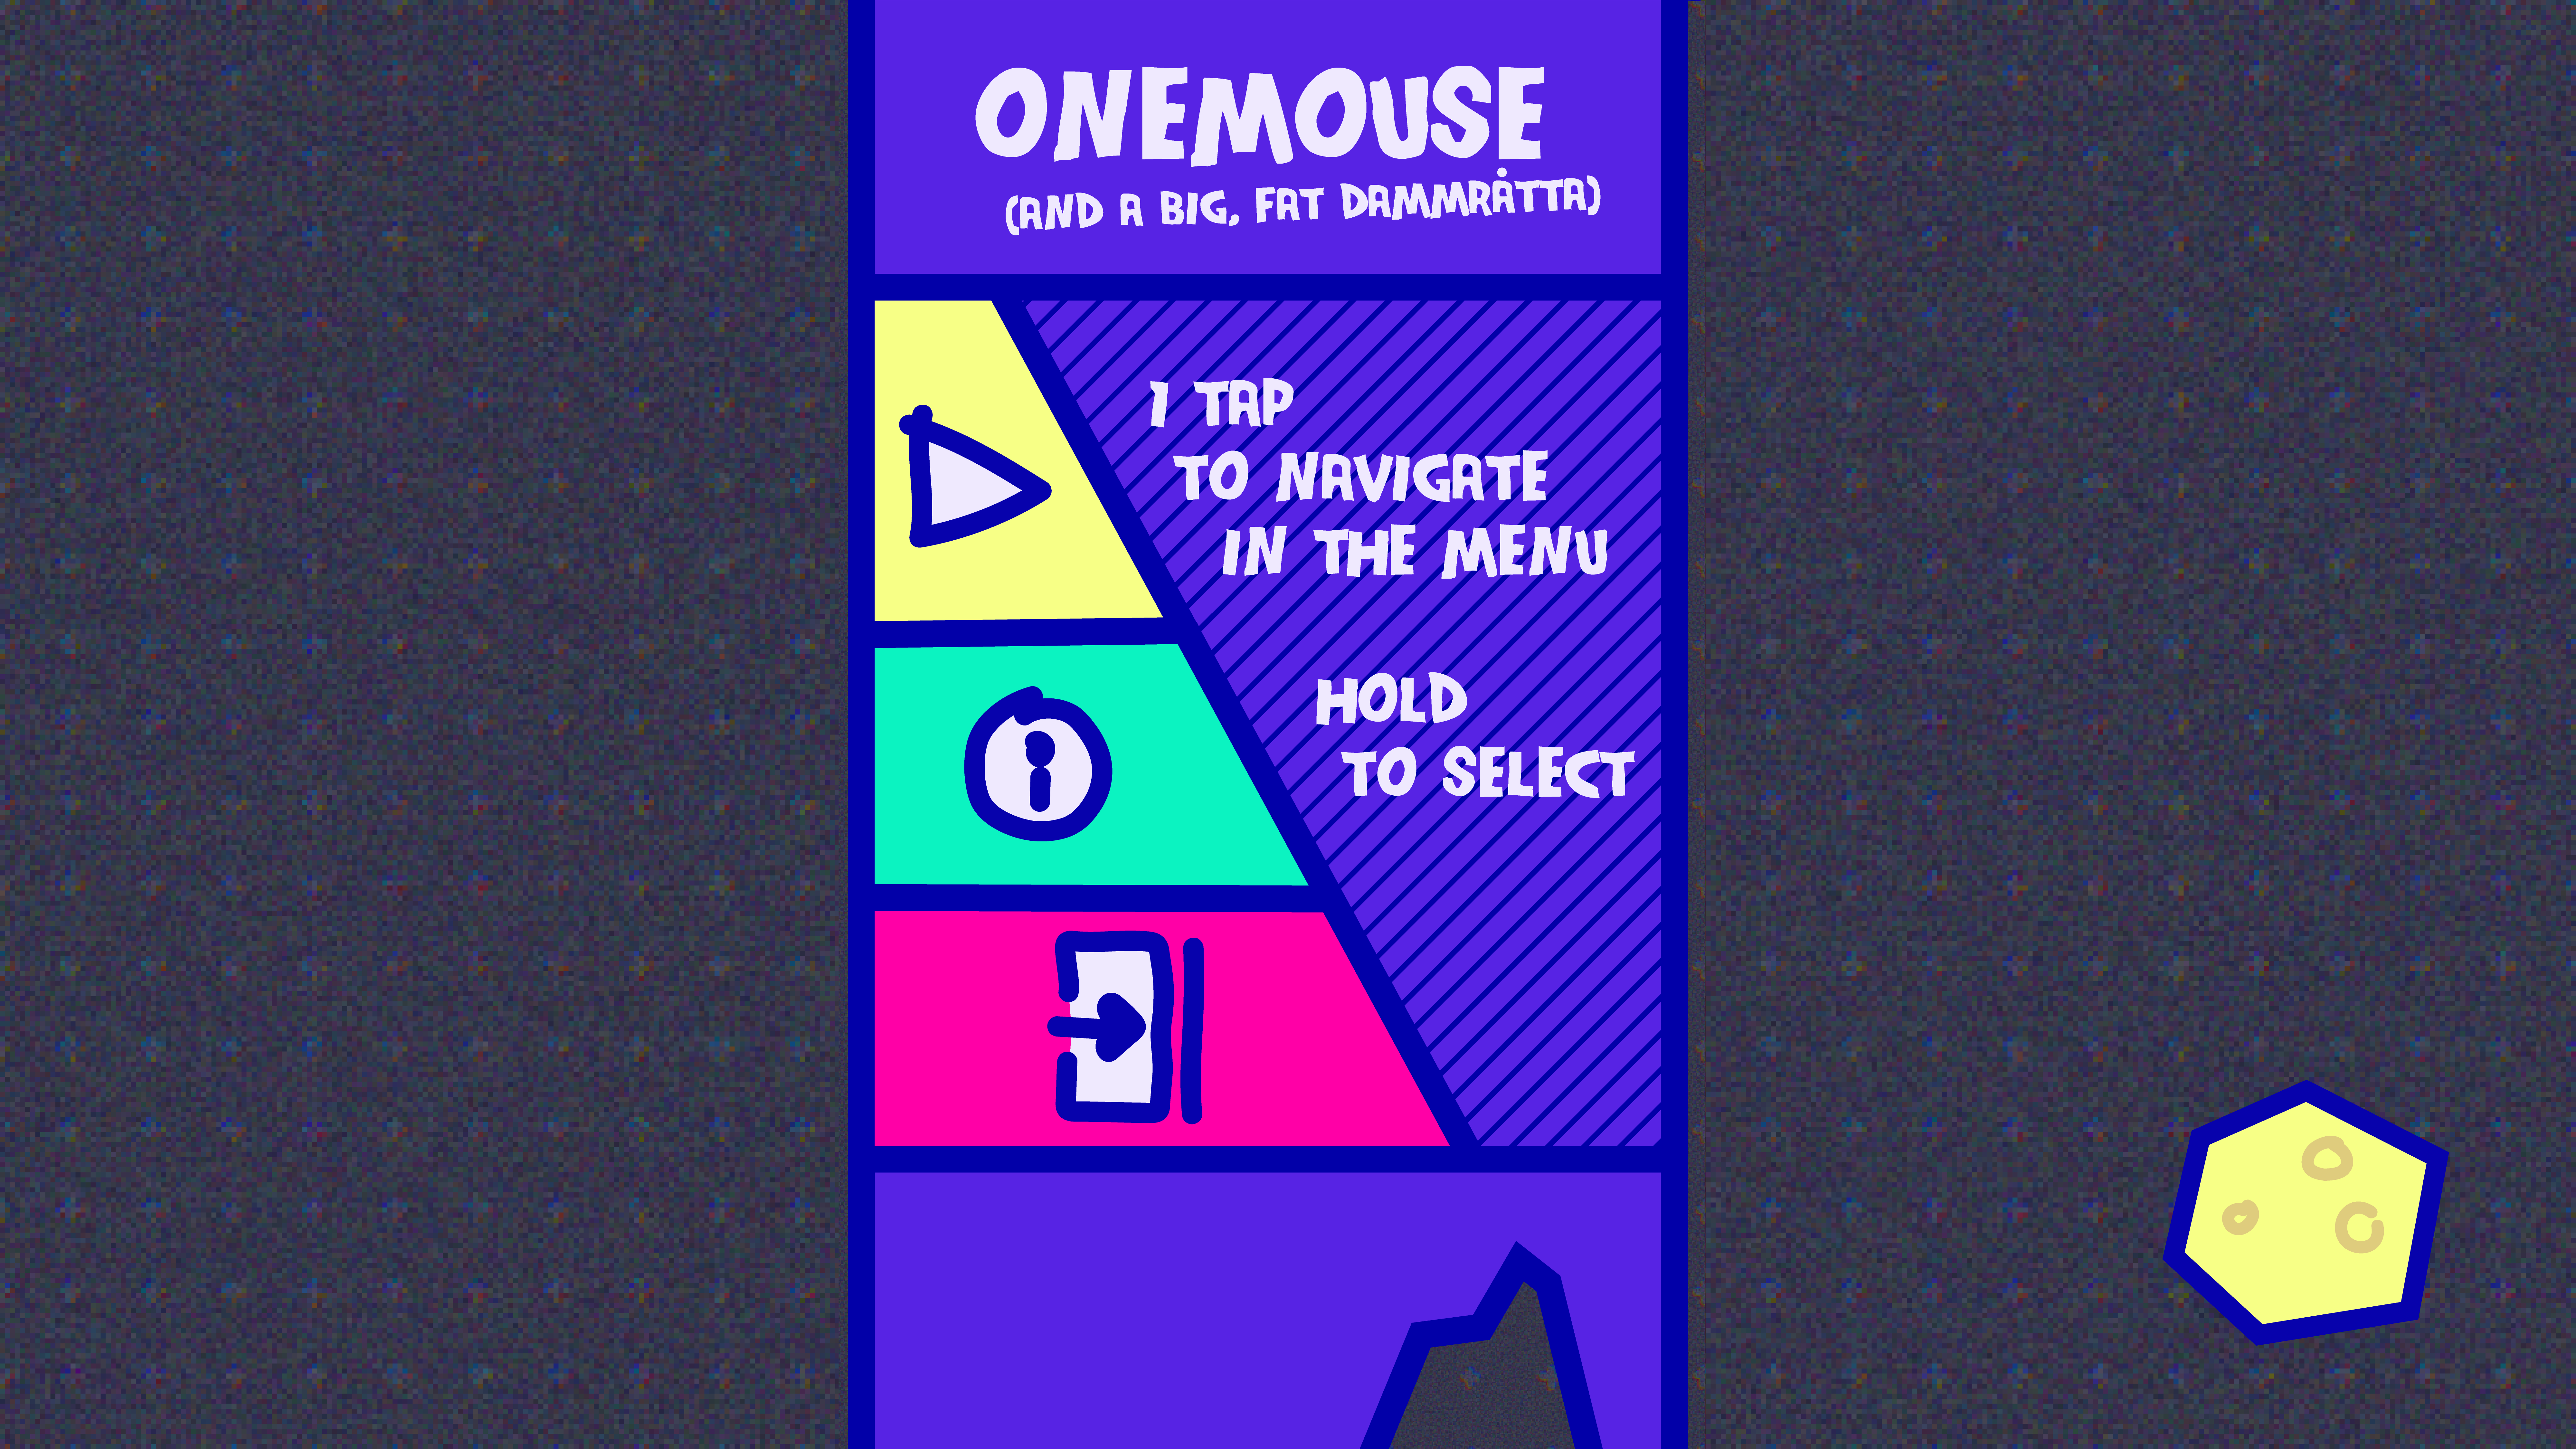 ONEMOUSE
(AND A BIG, FAT DAMMRÅTTA)
1 TAP
TO NAVIGATE
IN THE MENU
HOLD
TO SELECT